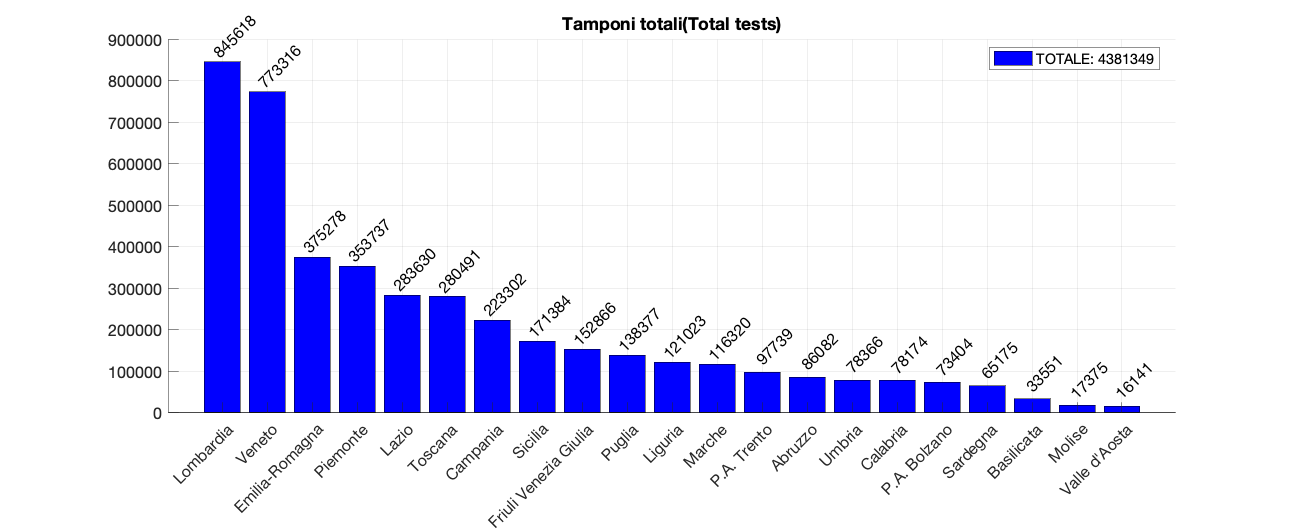 Tamponi totali(Total tests)
TOTALE: 4381349
900000
800000
700000
600000
500000
400000
300000
200000
100000
0
845618
773316
375278
353737
283630
280491
223302
171384
152866
138377
121023
116320
97739
86082
78366
78174
73404
65175
33551
17375
16141
Lombardia
Veneto
Emilia-Romagna
Piemonte
Lazio
Toscana
Campania
Sicilia
Friuli Venezia Giulia
Puglia
Liguria
Marche
P.A. Trento
Abruzzo
Umbria
Calabria
P.A. Bolzano
Sardegna
Basilicata
Molise
Valle d'Aosta